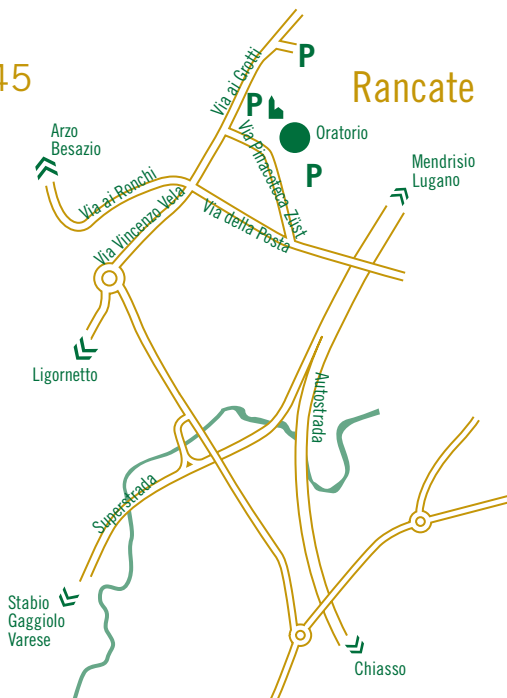 45
Rancate
P
P
P
Oratorio
Via ai Grotti
Via Pinacoteca Züst
Arzo
Besazio
Mendrisio
Lugano
Via ai Ronchi
Via della Posta
Via Vincenzo Vela
Ligornetto
Autostrada
Superstrada
Stabio
Gaggiolo
Varese
Chiasso